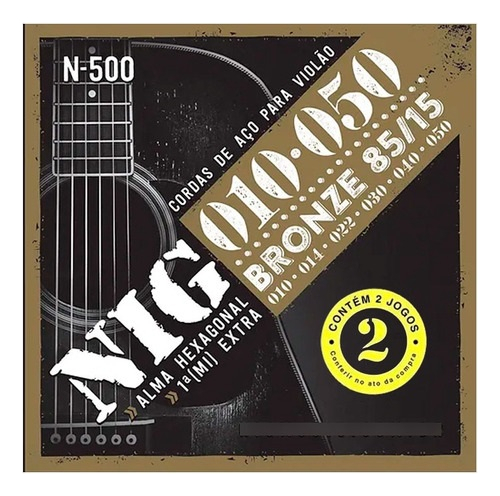 N-500
CORDAS DE AÇO PARA VIOLÃO
010·050
BRONZE 85/15
010 · 014 · 022 · 030 · 040 · 050
NIG
» ALMA HEXAGONAL
» 1ª(MI) EXTRA
· CONTÉM 2 JOGOS ·
2
Conferir no ato da compra